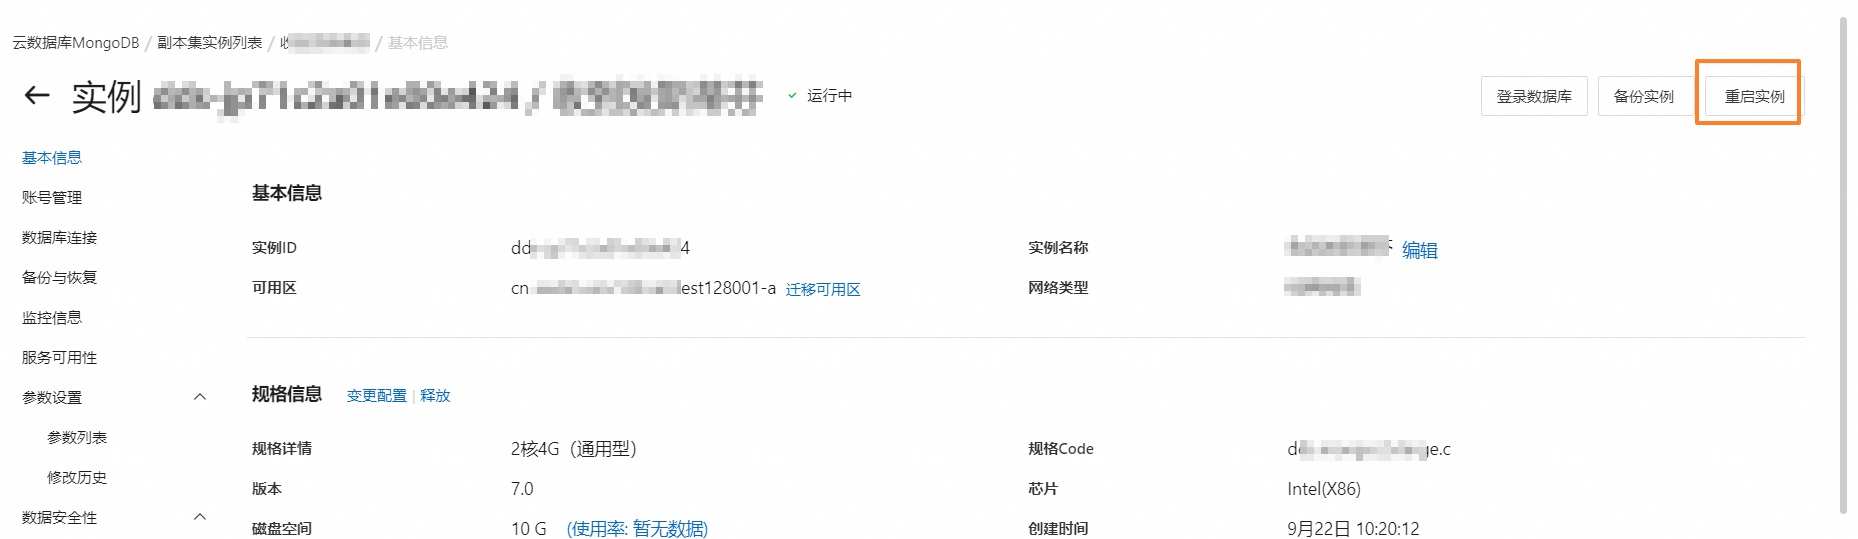 云数据库MongoDB / 副本集实例列表 / 收 / 基本信息
实例 / 运行中 登录数据库 备份实例 重启实例
基本信息
账号管理
数据库连接
备份与恢复
监控信息
服务可用性
参数设置
参数列表
修改历史
数据安全性
基本信息
实例ID dd 4 实例名称 编辑
可用区 cn est128001-a 迁移可用区 网络类型
规格信息 变更配置 | 释放
规格详情 2核4G（通用型） 规格Code d ge.c
版本 7.0 芯片 Intel(X86)
磁盘空间 10 G (使用率: 暂无数据) 创建时间 9月22日 10:20:12